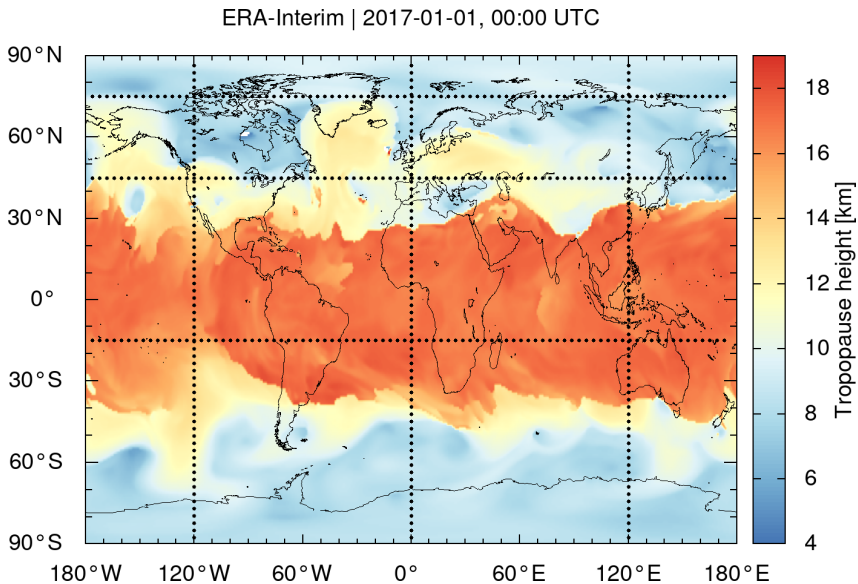 ERA-Interim | 2017-01-01, 00:00 UTC
90°N
60°N
30°N
0°
30°S
60°S
90°S
180°W 120°W 60°W 0° 60°E 120°E 180°E
18
16
14
12
10
8
6
4
Tropopause height [km]